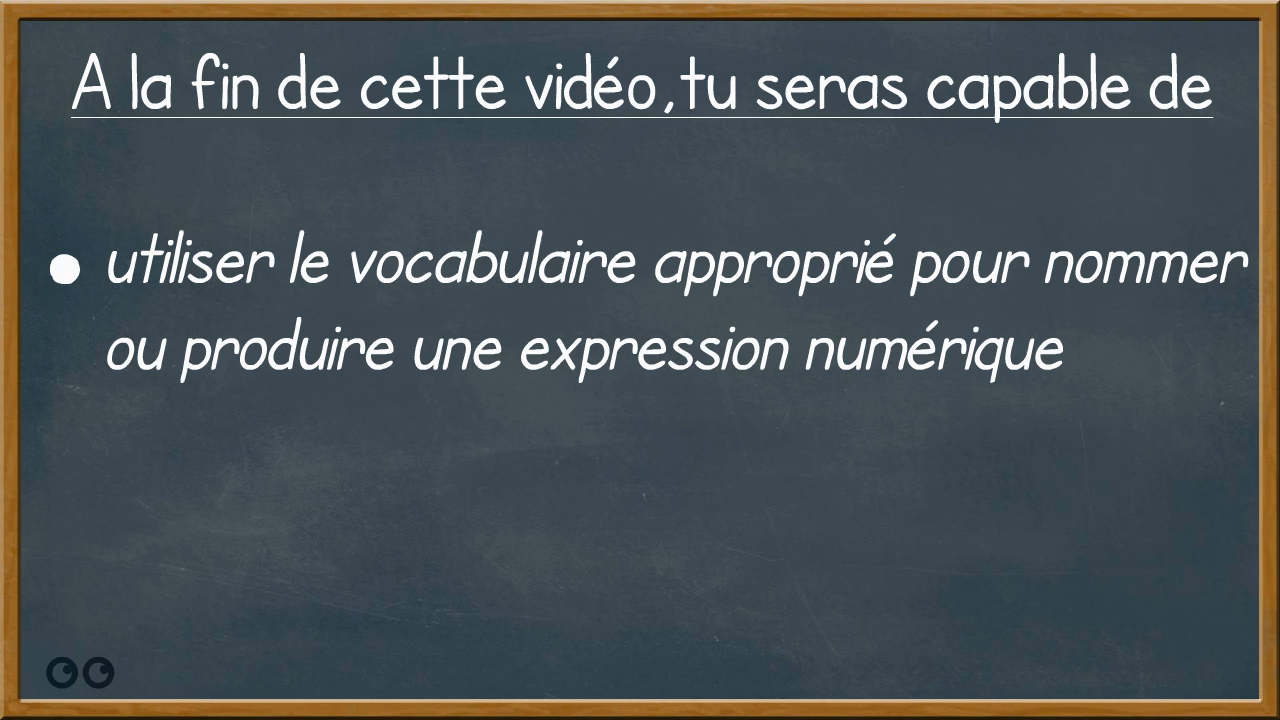 A la fin de cette vidéo, tu seras capable de
● utiliser le vocabulaire approprié pour nommer
ou produire une expression numérique